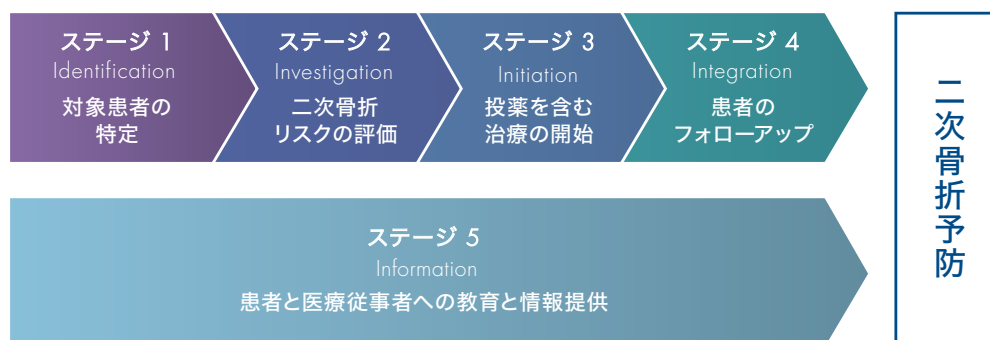 ステージ 1
Identification
対象患者の
特定
ステージ 2
Investigation
二次骨折
リスクの評価
ステージ 3
Initiation
投薬を含む
治療の開始
ステージ 4
Integration
患者の
フォローアップ
ステージ 5
Information
患者と医療従事者への教育と情報提供
二次骨折予防